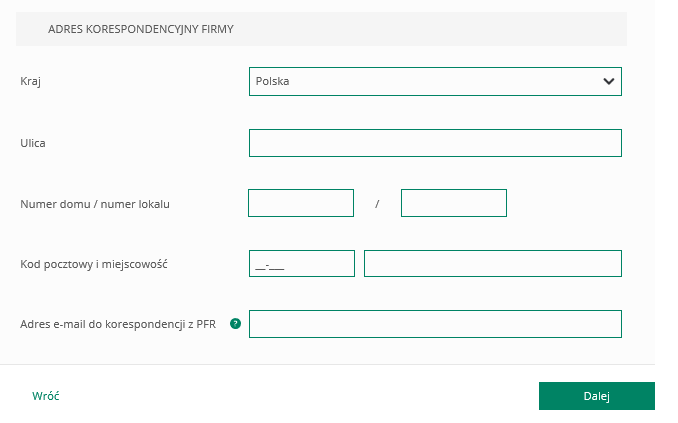 ADRES KORESPONDENCYJNY FIRMY
Kraj
Polska
Ulica
Numer domu / numer lokalu
/
Kod pocztowy i miejscowość
__-___
Adres e-mail do korespondencji z PFR ?
Wróć
Dalej